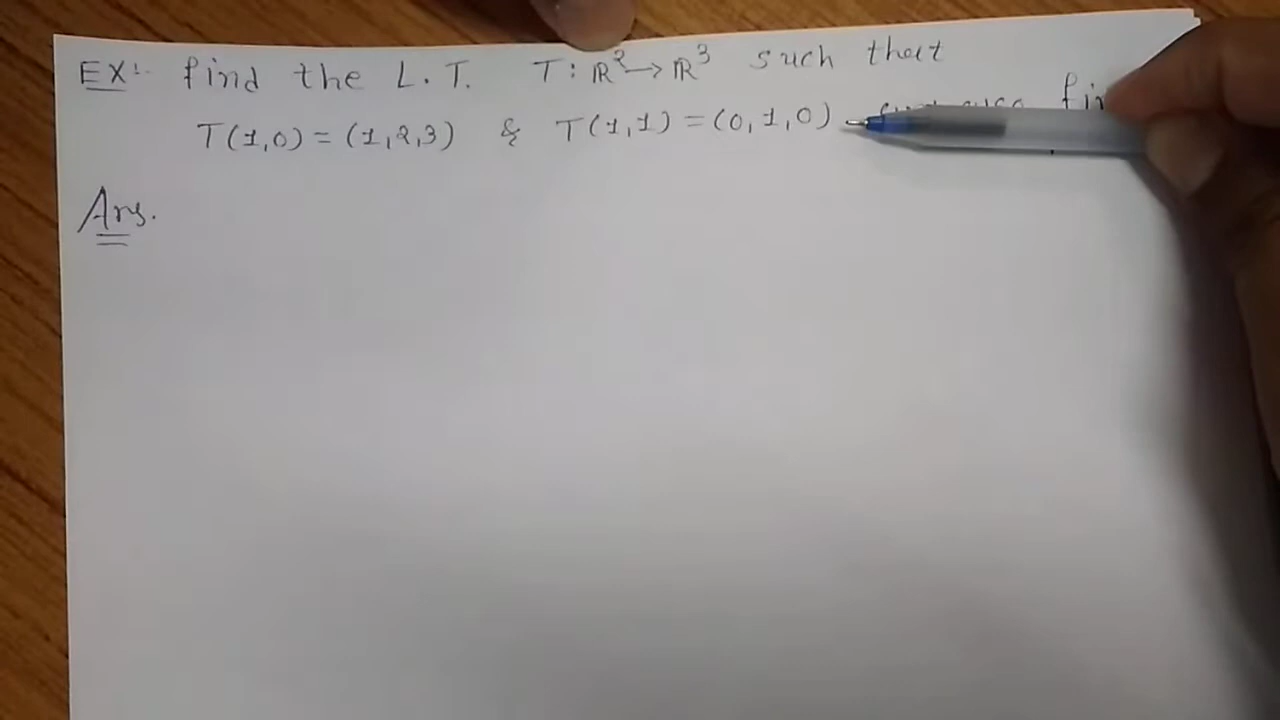 EX:- find the L.T. T: ℝ² → ℝ³ such that
T(1,0) = (1,2,3) & T(1,1) = (0,1,0)
Ans.